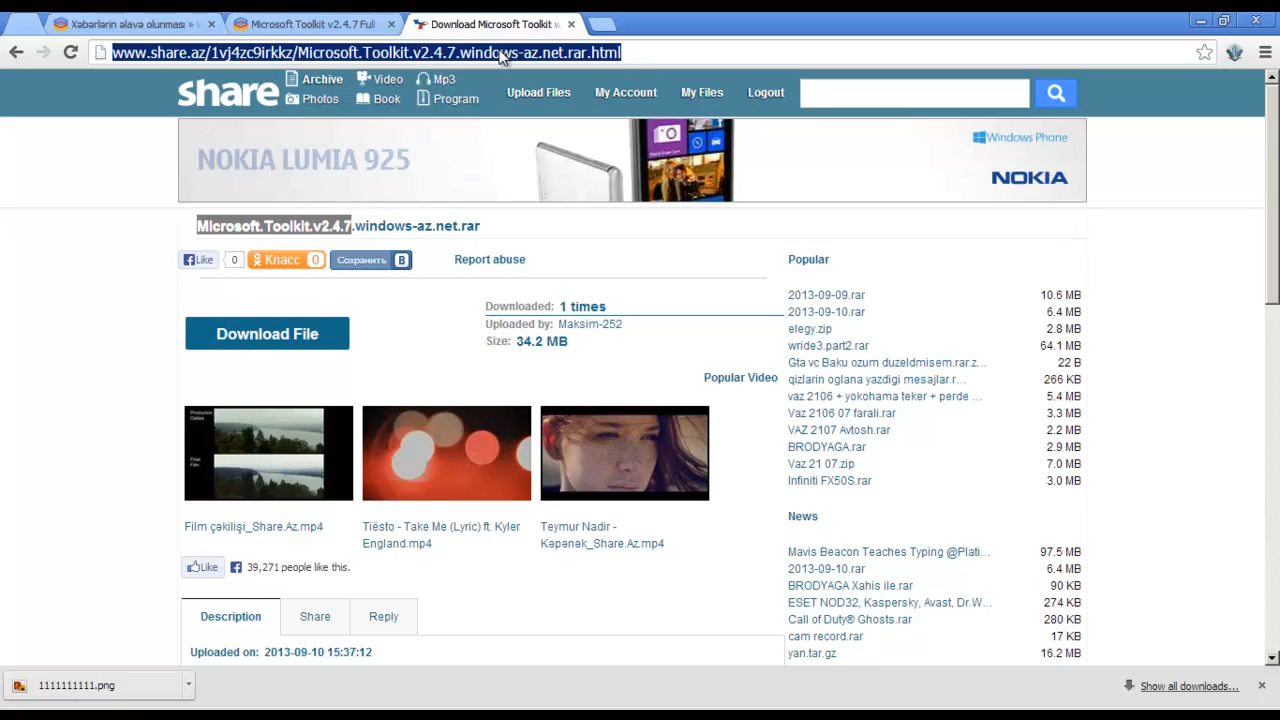 Xəbərlərin əlavə olunması » W
Microsoft Toolkit v2.4.7 Full
Download Microsoft Toolkit w
www.share.az/1vj4zc9irkkz/Microsoft.Toolkit.v2.4.7.windows-az.net.rar.html
share
Archive Video Mp3
Photos Book Program
Upload Files My Account My Files Logout
NOKIA LUMIA 925
Windows Phone
NOKIA
Microsoft.Toolkit.v2.4.7.windows-az.net.rar
Like 0 Класс 0 Сохранить B
Report abuse
Download File
Downloaded: 1 times
Uploaded by: Maksim-252
Size: 34.2 MB
Popular Video
Film çəkilişi_Share.Az.mp4
Tiësto - Take Me (Lyric) ft. Kyler
England.mp4
Teymur Nadir -
Kəpənək_Share.Az.mp4
Like 39,271 people like this.
Description Share Reply
Uploaded on: 2013-09-10 15:37:12
Popular
2013-09-09.rar 10.6 MB
2013-09-10.rar 6.4 MB
elegy.zip 2.8 MB
wride3.part2.rar 64.1 MB
Gta vc Baku ozum duzeldmisem.rar.z... 22 B
qizlarin oglana yazdigi mesajlar.r... 266 KB
vaz 2106 + yokohama teker + perde ... 5.4 MB
Vaz 2106 07 farali.rar 3.3 MB
VAZ 2107 Avtosh.rar 2.2 MB
BRODYAGA.rar 2.9 MB
Vaz 21 07.zip 7.0 MB
Infiniti FX50S.rar 3.0 MB
News
Mavis Beacon Teaches Typing @Plati... 97.5 MB
2013-09-10.rar 6.4 MB
BRODYAGA Xahis ile.rar 90 KB
ESET NOD32, Kaspersky, Avast, Dr.W... 274 KB
Call of Duty® Ghosts.rar 280 KB
cam record.rar 17 KB
yan.tar.gz 16.2 MB
1111111111.png
Show all downloads...